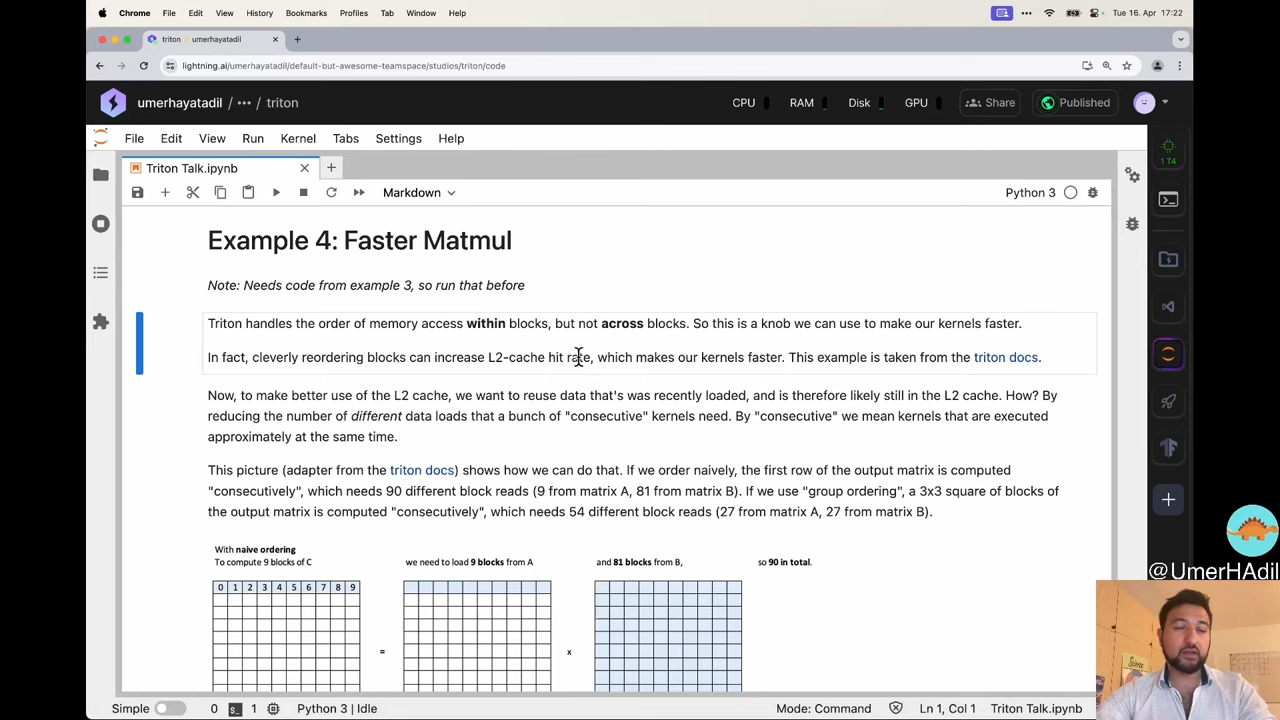 Chrome File Edit View History Bookmarks Profiles Tab Window Help Tue 16. Apr 17:22
triton umerhayatadil
lightning.ai/umerhayatadil/default-but-awesome-teamspace/studios/triton/code
umerhayatadil / ••• / triton CPU RAM Disk GPU Share Published
File Edit View Run Kernel Tabs Settings Help
Triton Talk.ipynb
1 T4
Markdown Python 3
Example 4: Faster Matmul
Note: Needs code from example 3, so run that before
Triton handles the order of memory access within blocks, but not across blocks. So this is a knob we can use to make our kernels faster.
In fact, cleverly reordering blocks can increase L2-cache hit rate, which makes our kernels faster. This example is taken from the triton docs.
Now, to make better use of the L2 cache, we want to reuse data that's was recently loaded, and is therefore likely still in the L2 cache. How? By
reducing the number of different data loads that a bunch of "consecutive" kernels need. By "consecutive" we mean kernels that are executed
approximately at the same time.
This picture (adapter from the triton docs) shows how we can do that. If we order naively, the first row of the output matrix is computed
"consecutively", which needs 90 different block reads (9 from matrix A, 81 from matrix B). If we use "group ordering", a 3x3 square of blocks of
the output matrix is computed "consecutively", which needs 54 different block reads (27 from matrix A, 27 from matrix B).
With naive ordering
To compute 9 blocks of C we need to load 9 blocks from A and 81 blocks from B, so 90 in total.
0 1 2 3 4 5 6 7 8 9
= x
@UmerHAdil
Simple 0 1 Python 3 | Idle Mode: Command Ln 1, Col 1 Triton Talk.ipynb